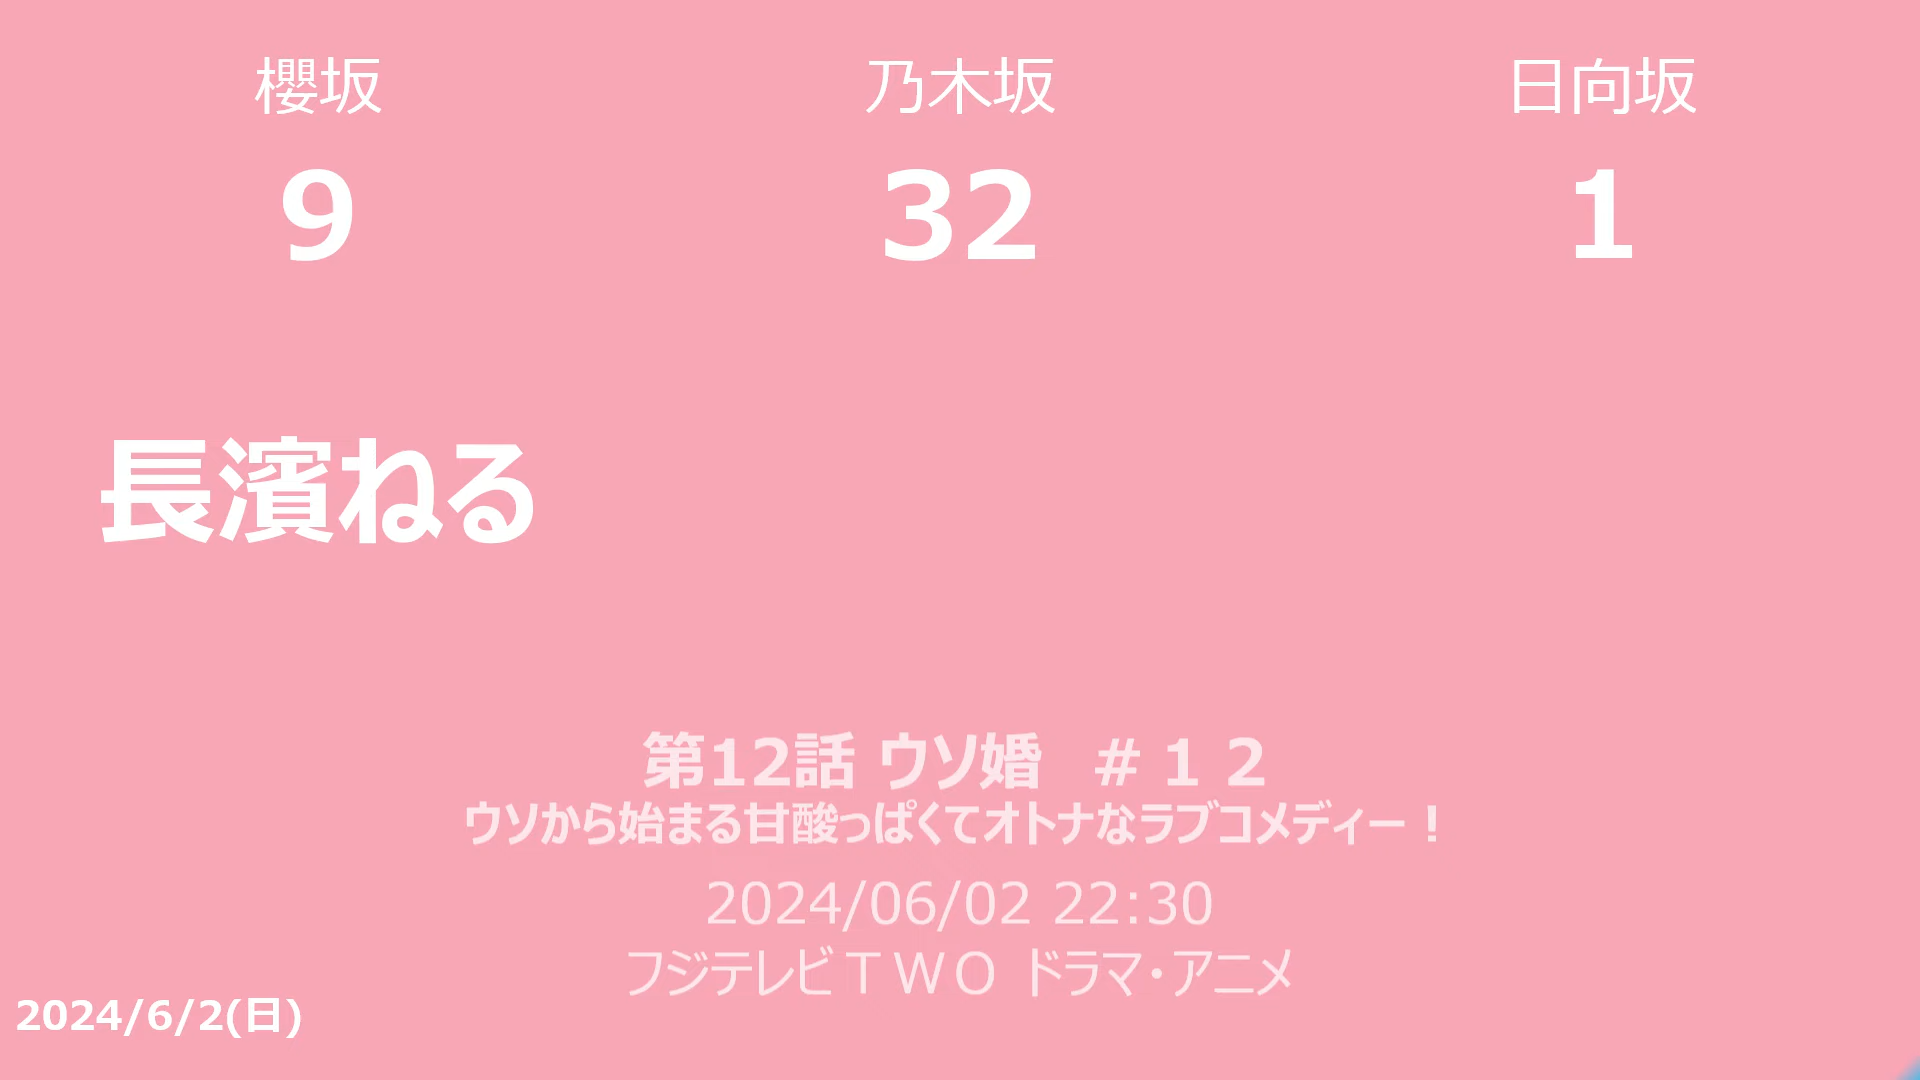 櫻坂 乃木坂 日向坂
9 32 1
長濱ねる
第12話 ウソ婚　＃１２
ウソから始まる甘酸っぱくてオトナなラブコメディー！
2024/06/02 22:30
フジテレビＴＷＯ ドラマ・アニメ
2024/6/2(日)